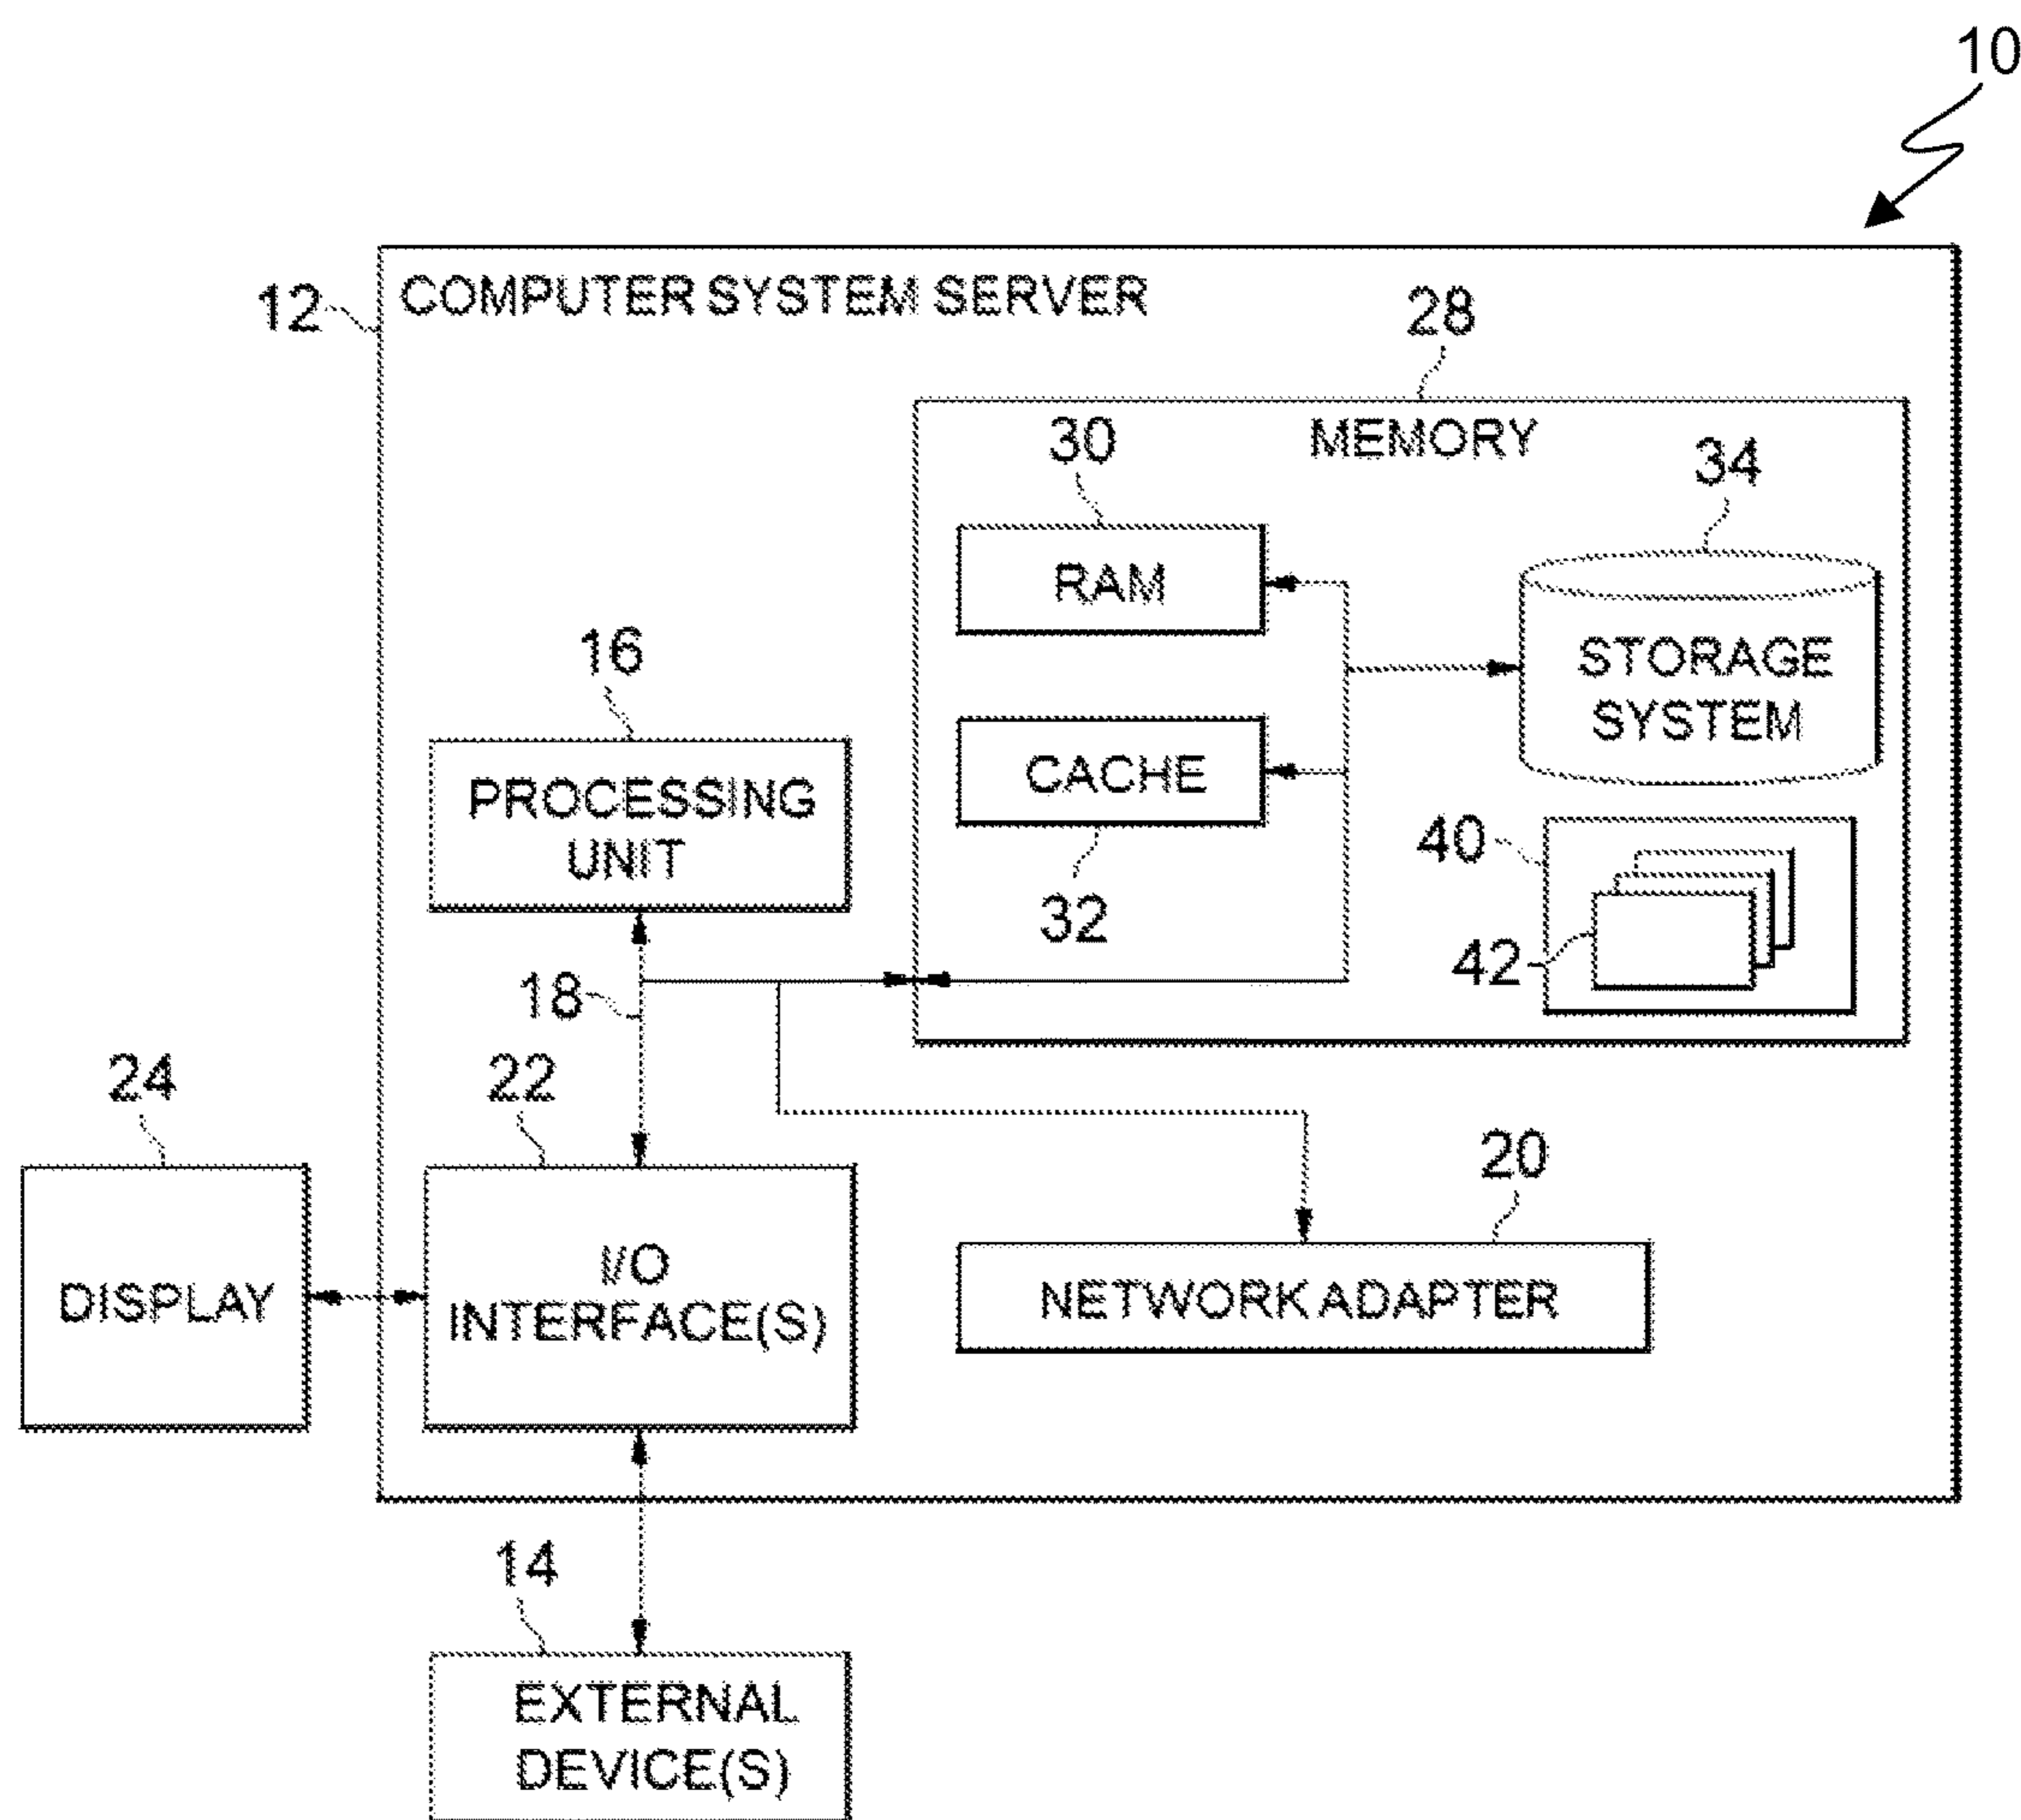 10
12
COMPUTER SYSTEM SERVER
28
MEMORY
30
34
RAM
STORAGE
SYSTEM
16
CACHE
PROCESSING
UNIT
40
32
42
18
24
22
20
DISPLAY
I/O
INTERFACE(S)
NETWORK ADAPTER
14
EXTERNAL
DEVICE(S)